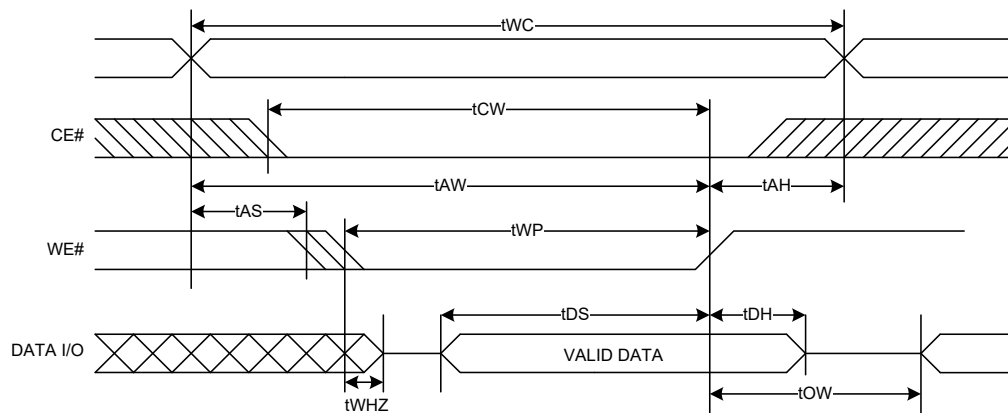 tWC
tCW
CE#
tAW
tAH
tAS
tWP
WE#
tDS
tDH
DATA I/O
VALID DATA
tWHZ
tOW